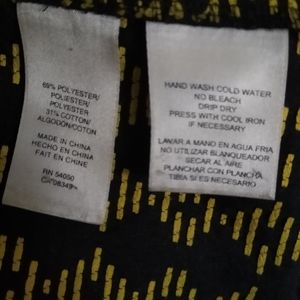 69% POLYESTER/
POLIESTER/
POLYESTER
31% COTTON/
ALGODON/COTON
MADE IN CHINA
HECHO EN CHINA
FAIT EN CHINE
RN 54050
HAND WASH COLD WATER
NO BLEACH
DRIP DRY
PRESS WITH COOL IRON
IF NECESSARY
LAVAR A MANO EN AGUA FRIA
NO UTILIZAR BLANQUEADOR
SECAR AL AIRE
PLANCHAR CON PLANCHA
TIBIA SI ES NECESARIO